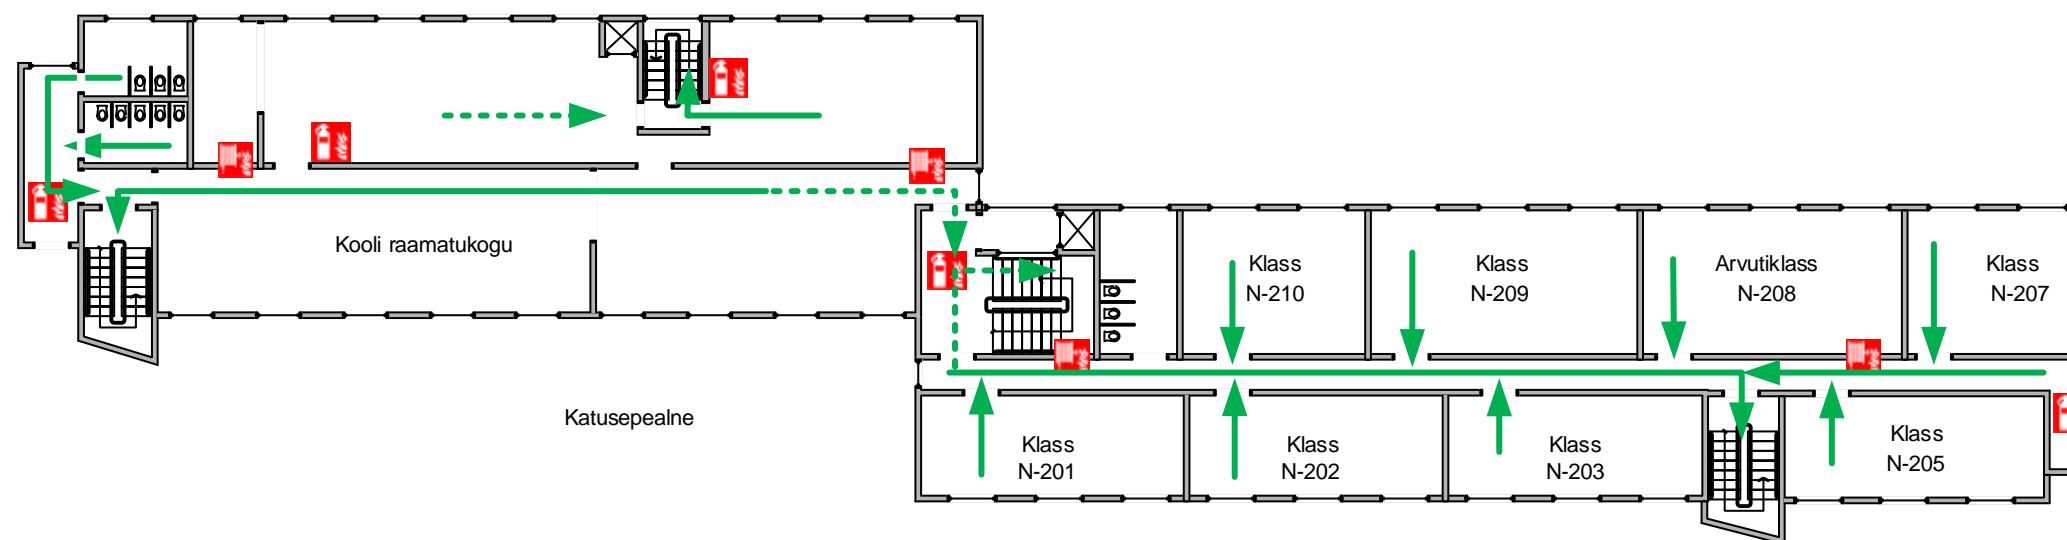 Kooli raamatukogu
Klass
N-210
Klass
N-209
Arvutiklass
N-208
Klass
N-207
Katusepealne
Klass
N-201
Klass
N-202
Klass
N-203
Klass
N-205